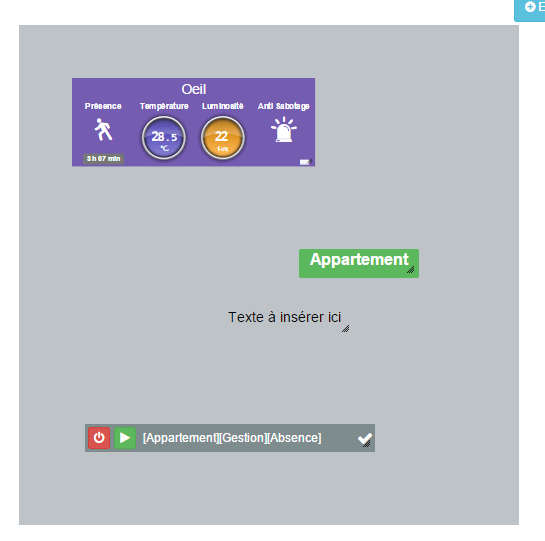 E
Oeil
Présence Température Luminosité Anti Sabotage
28.5 22
°C Lux
3 h 07 min
Appartement
Texte à insérer ici
[Appartement][Gestion][Absence]